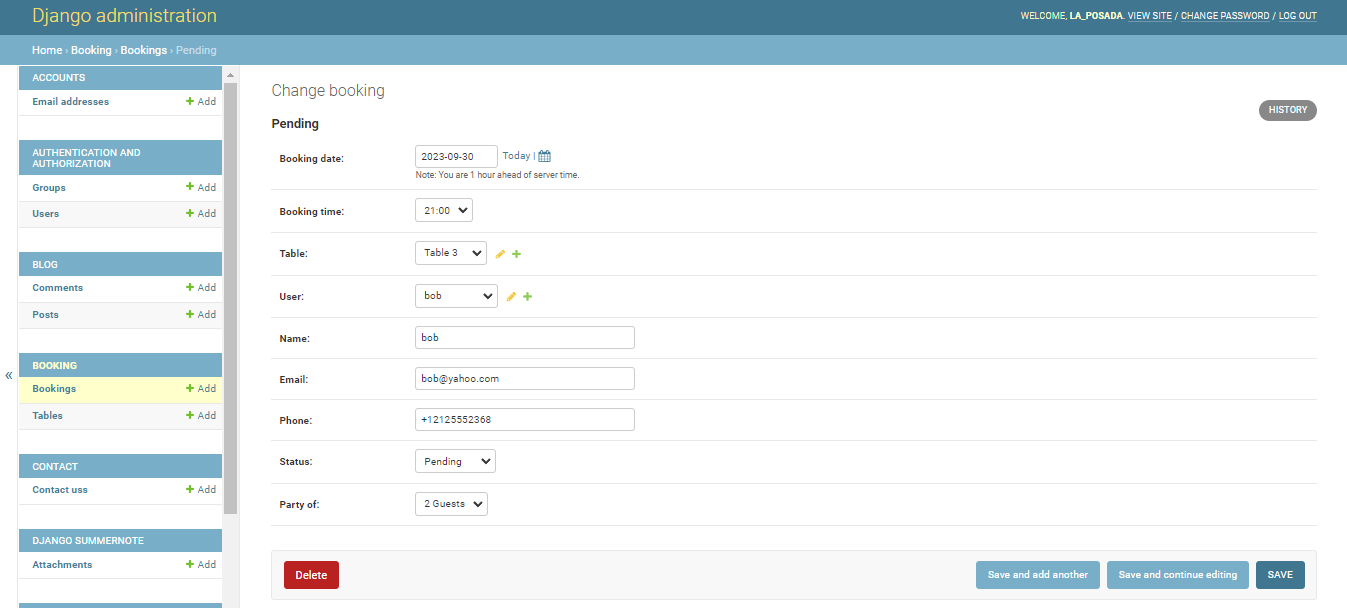 Django administration
WELCOME, LA_POSADA. VIEW SITE / CHANGE PASSWORD / LOG OUT
Home › Booking › Bookings › Pending
ACCOUNTS
Email addresses + Add
AUTHENTICATION AND
AUTHORIZATION
Groups + Add
Users + Add
BLOG
Comments + Add
Posts + Add
BOOKING
Bookings + Add
Tables + Add
CONTACT
Contact uss + Add
DJANGO SUMMERNOTE
Attachments + Add
«
Change booking
HISTORY
Pending
Booking date: 2023-09-30 Today |
Note: You are 1 hour ahead of server time.
Booking time: 21:00
Table: Table 3
User: bob
Name: bob
Email: bob@yahoo.com
Phone: +12125552368
Status: Pending
Party of: 2 Guests
Delete Save and add another Save and continue editing SAVE